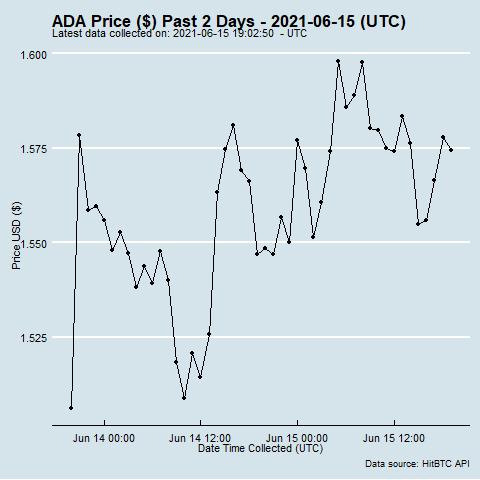 ADA Price ($) Past 2 Days - 2021-06-15 (UTC)
Latest data collected on: 2021-06-15 19:02:50 - UTC
1.600
1.575
1.550
1.525
Price USD ($)
Jun 14 00:00 Jun 14 12:00 Jun 15 00:00 Jun 15 12:00
Date Time Collected (UTC)
Data source: HitBTC API